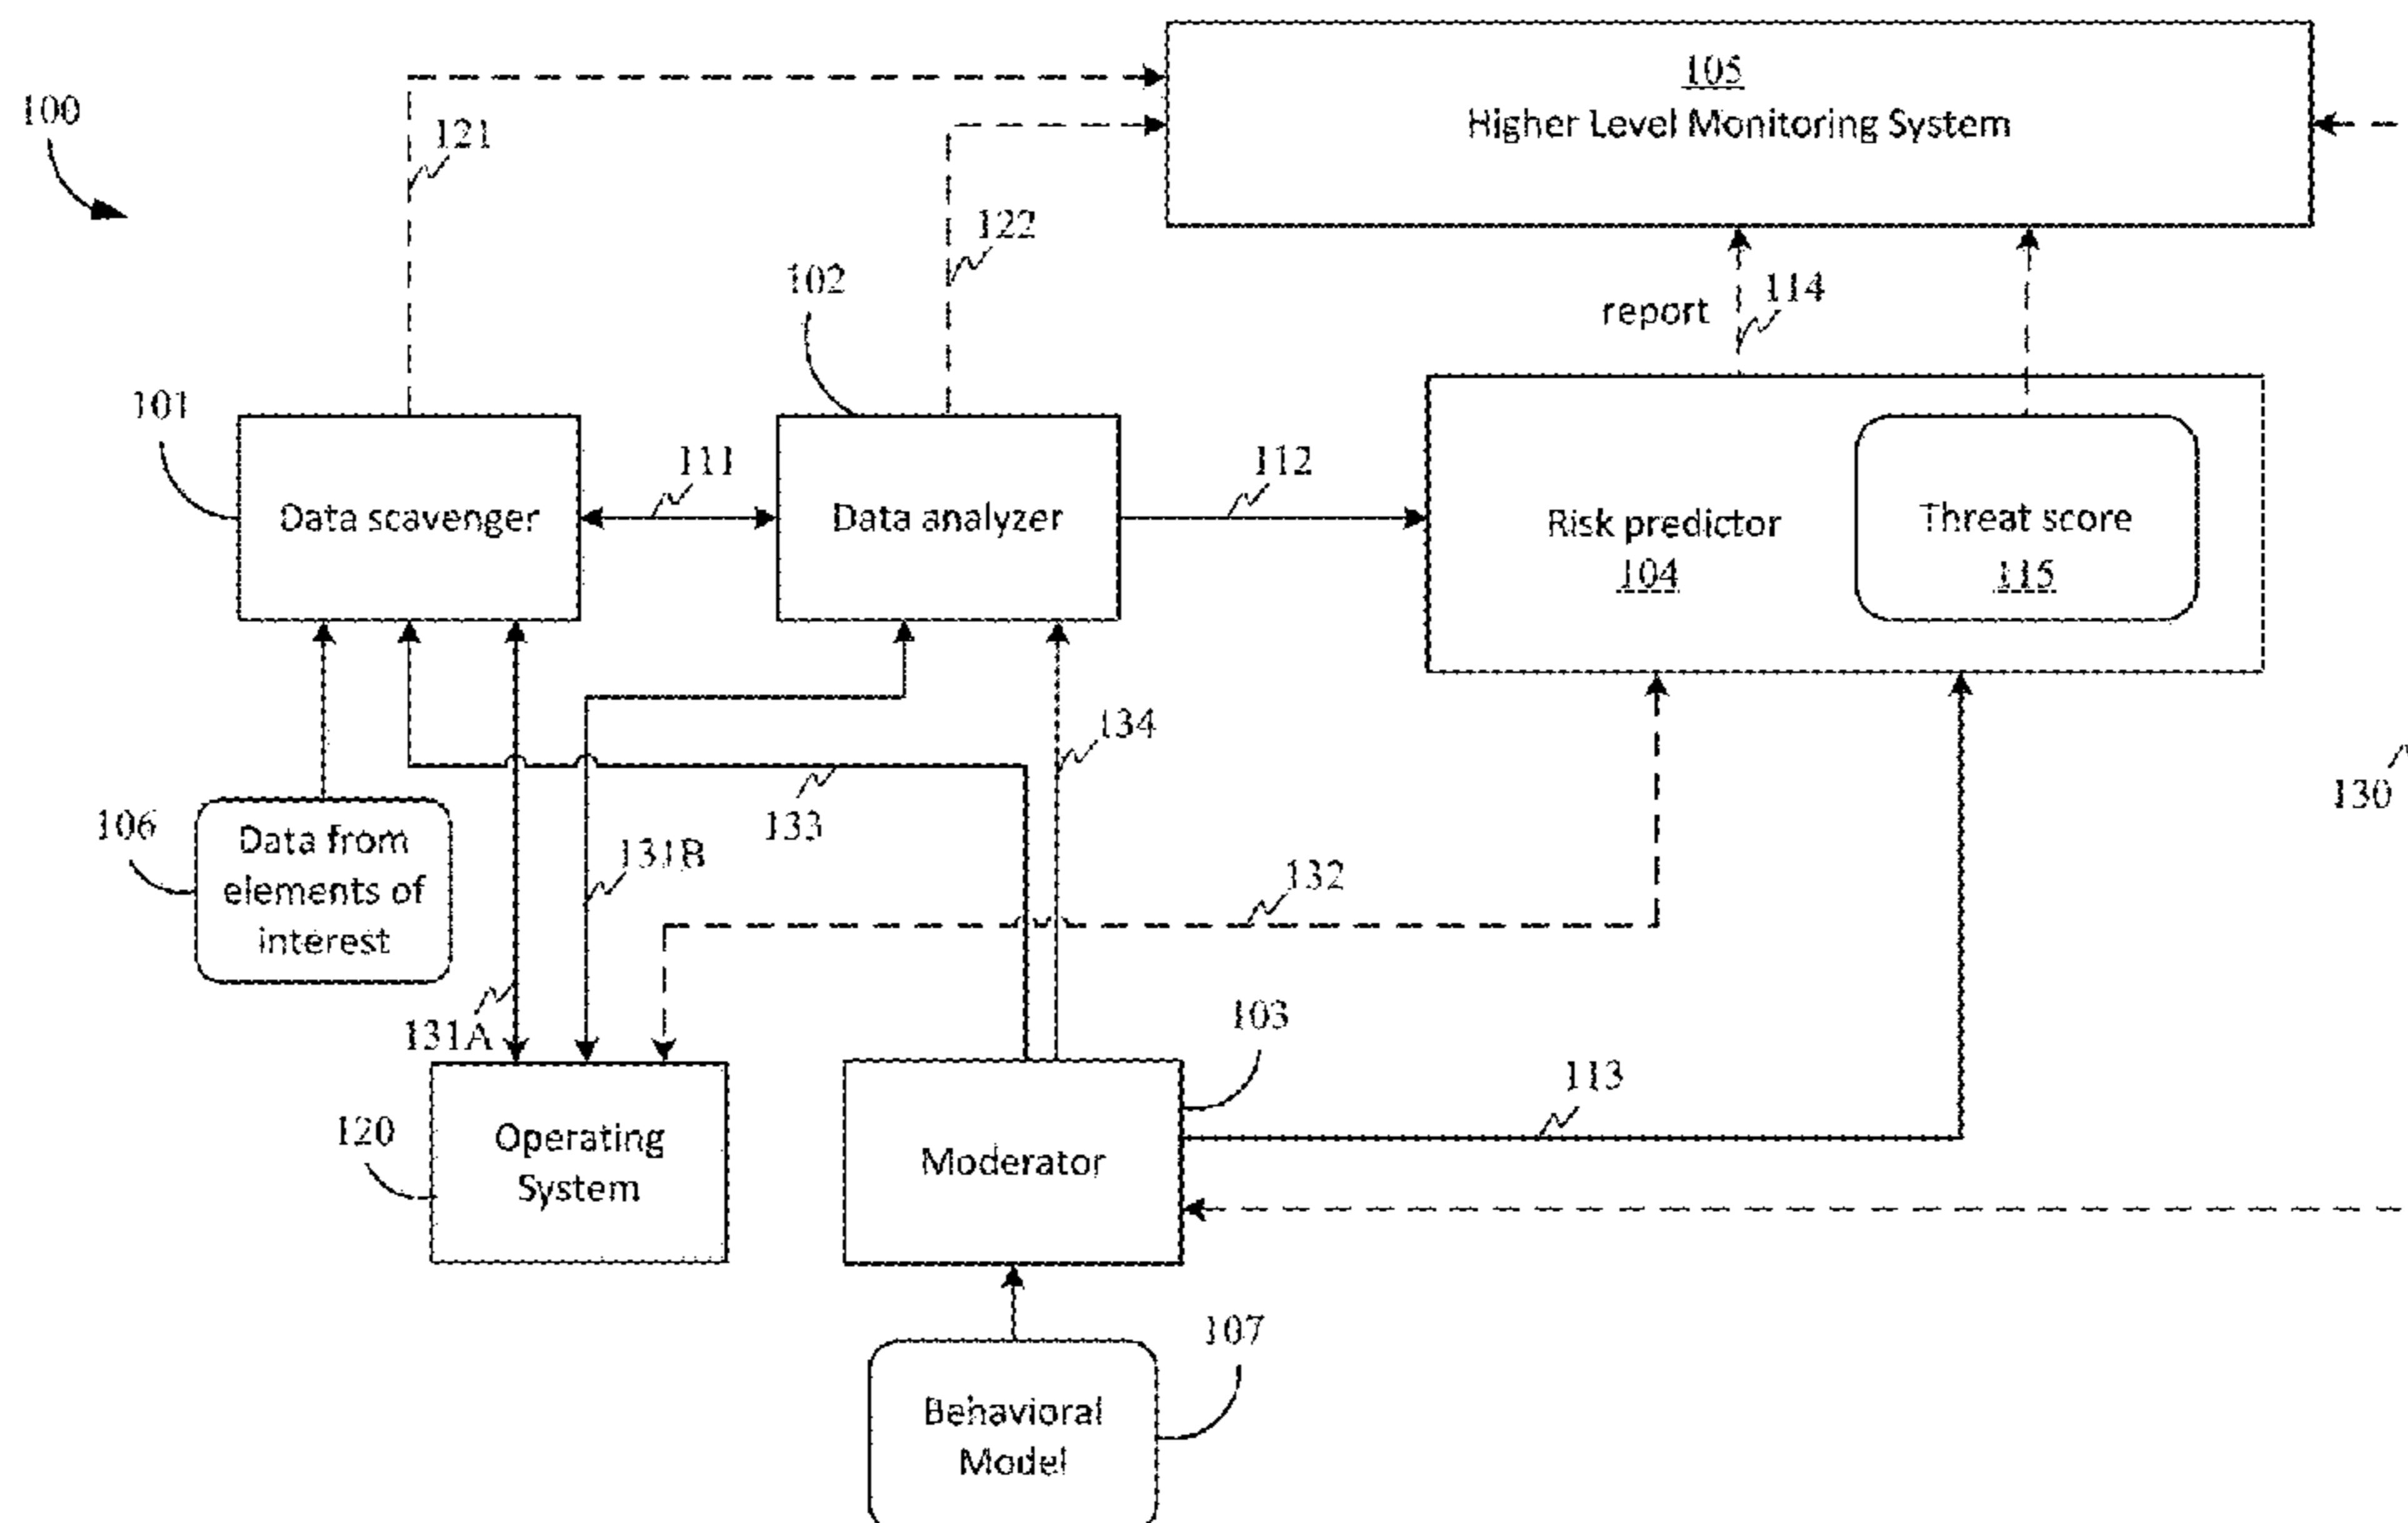 105
Higher Level Monitoring System
100
121
122
102
report
114
101
111
112
Data scavenger
Data analyzer
Risk predictor
104
Threat score
115
134
130
106
Data from
elements of
interest
133
131B
132
131A
103
113
120
Operating
System
Moderator
107
Behavioral
Model